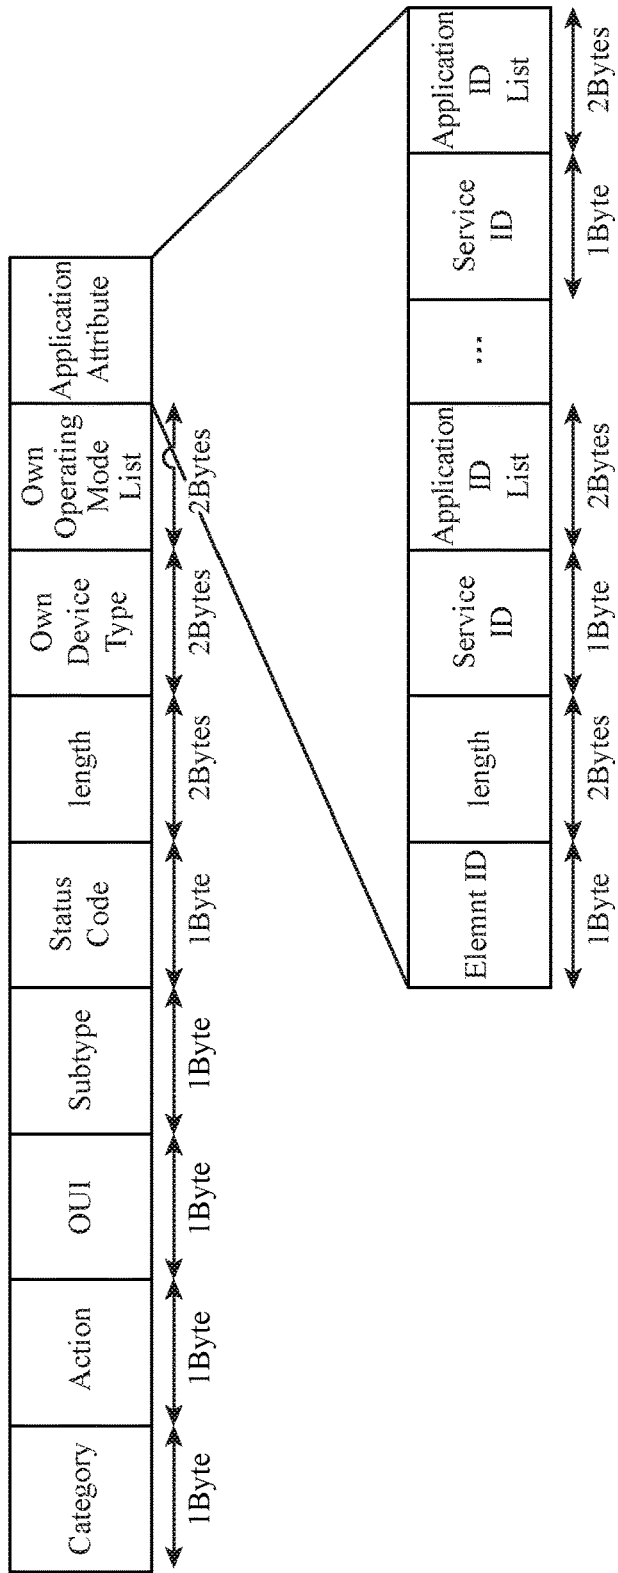 Category
Action
OUI
Subtype
Status
Code
length
Own
Device
Type
Own
Operating
Mode
List
Application
Attribute
1Byte
1Byte
1Byte
1Byte
1Byte
2Bytes
2Bytes
2Bytes
Elemnt ID
length
Service
ID
Application
ID
List
...
Service
ID
Application
ID
List
1Byte
2Bytes
1Byte
2Bytes
1Byte
2Bytes